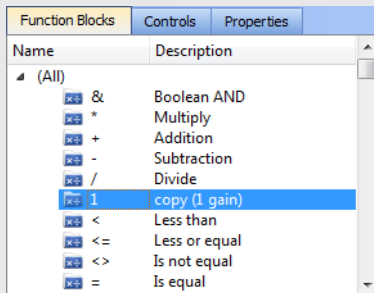 Function Blocks Controls Properties
Name Description
(All)
& Boolean AND
* Multiply
+ Addition
- Subtraction
/ Divide
1 copy (1 gain)
< Less than
<= Less or equal
<> Is not equal
= Is equal